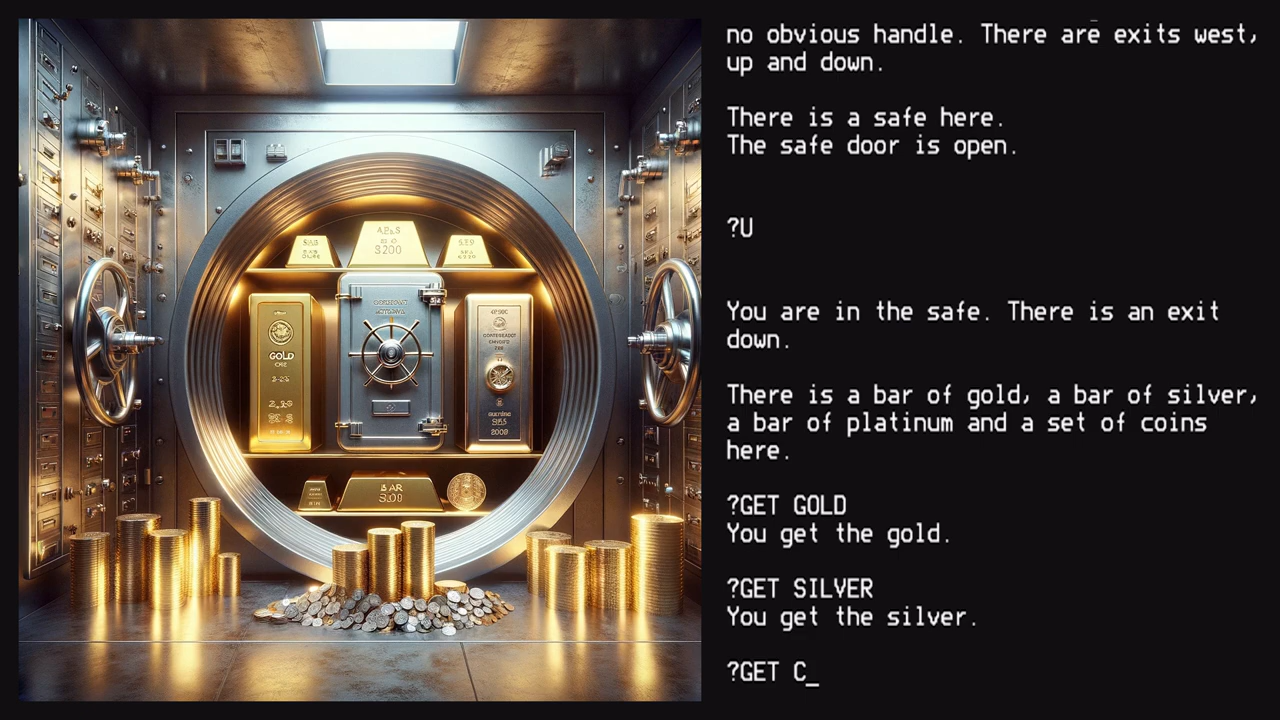 GOLD
no obvious handle. There are exits west,
up and down.
There is a safe here.
The safe door is open.
?U
You are in the safe. There is an exit
down.
There is a bar of gold, a bar of silver,
a bar of platinum and a set of coins
here.
?GET GOLD
You get the gold.
?GET SILVER
You get the silver.
?GET C_